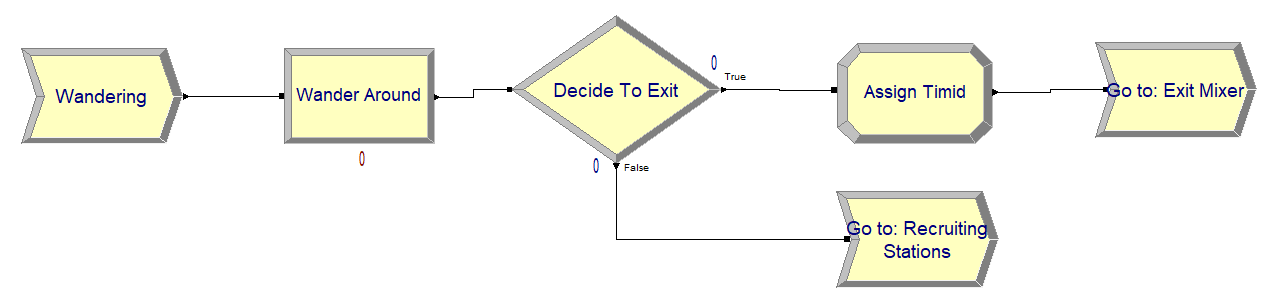 Wandering
Wander Around
0
Decide To Exit
0
True
0
False
Assign Timid
Go to: Exit Mixer
Go to: Recruiting
Stations